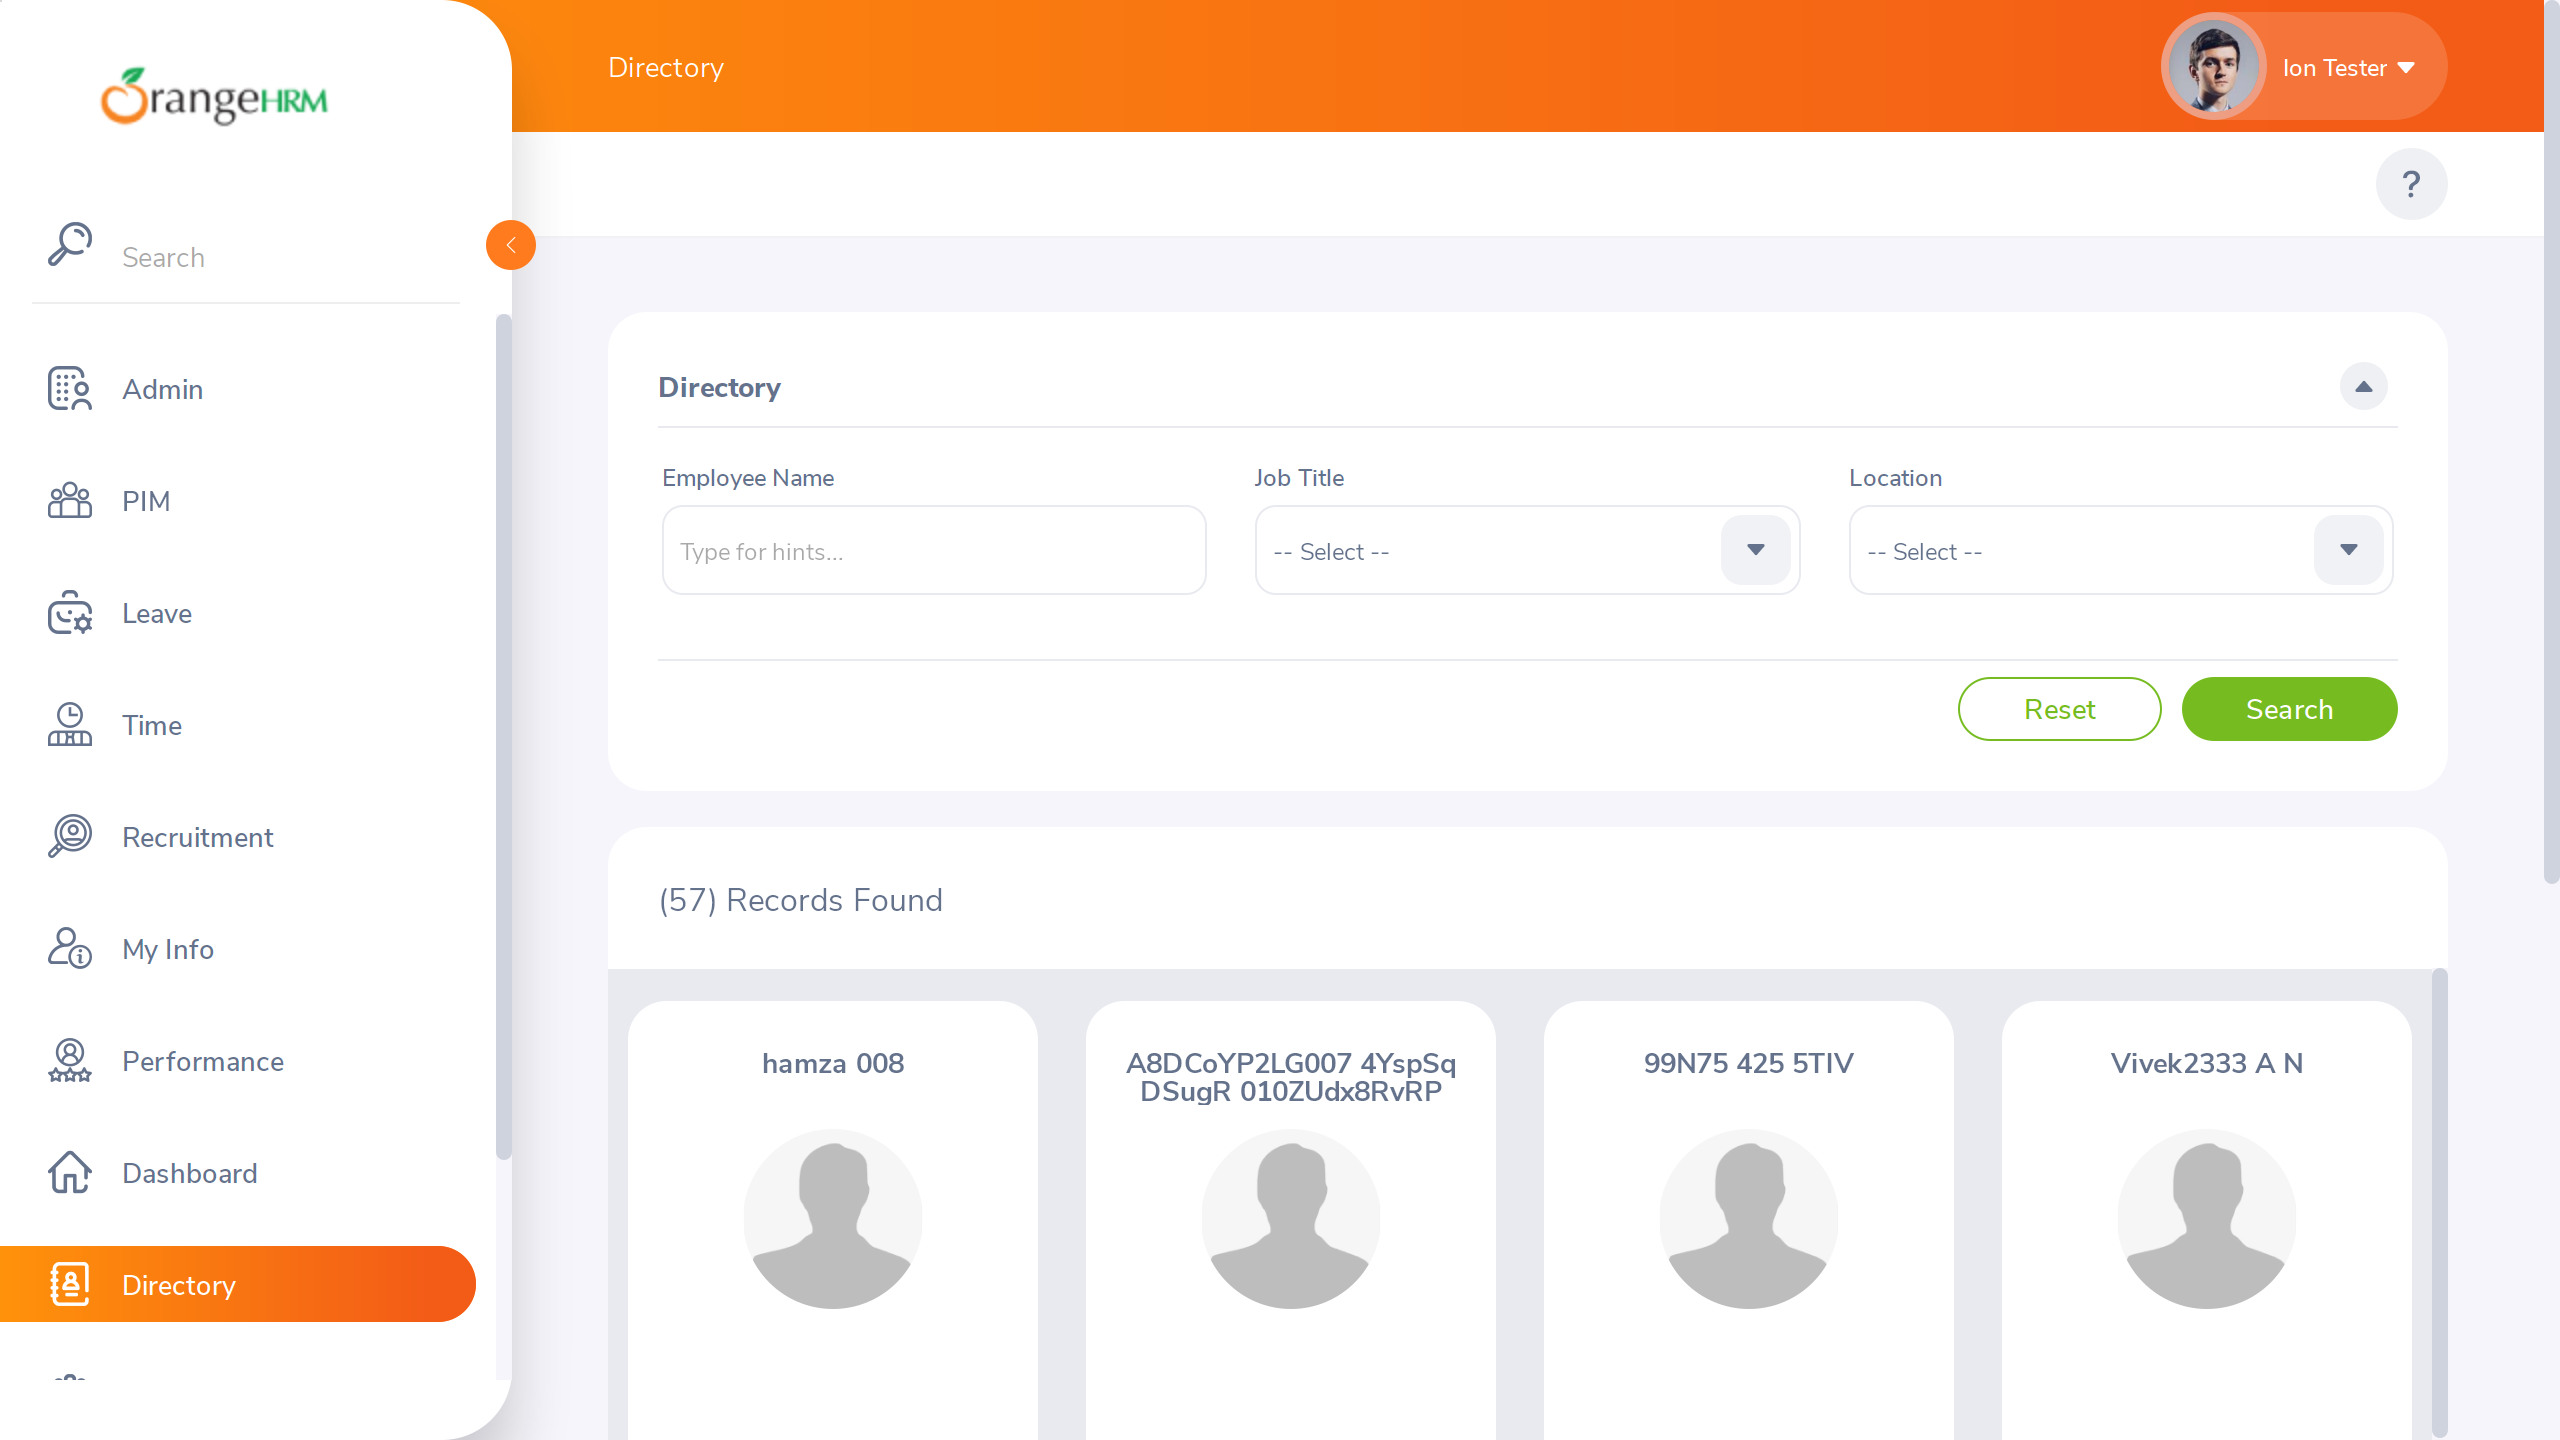 OrangeHRM
Search
Admin
PIM
Leave
Time
Recruitment
My Info
Performance
Dashboard
Directory
Directory
Ion Tester
?
Directory
Employee Name
Job Title
Location
Type for hints...
-- Select --
-- Select --
Reset
Search
(57) Records Found
hamza 008
A8DCoYP2LG007 4YspSq
DSugR 010ZUdx8RvRP
99N75 425 5TIV
Vivek2333 A N